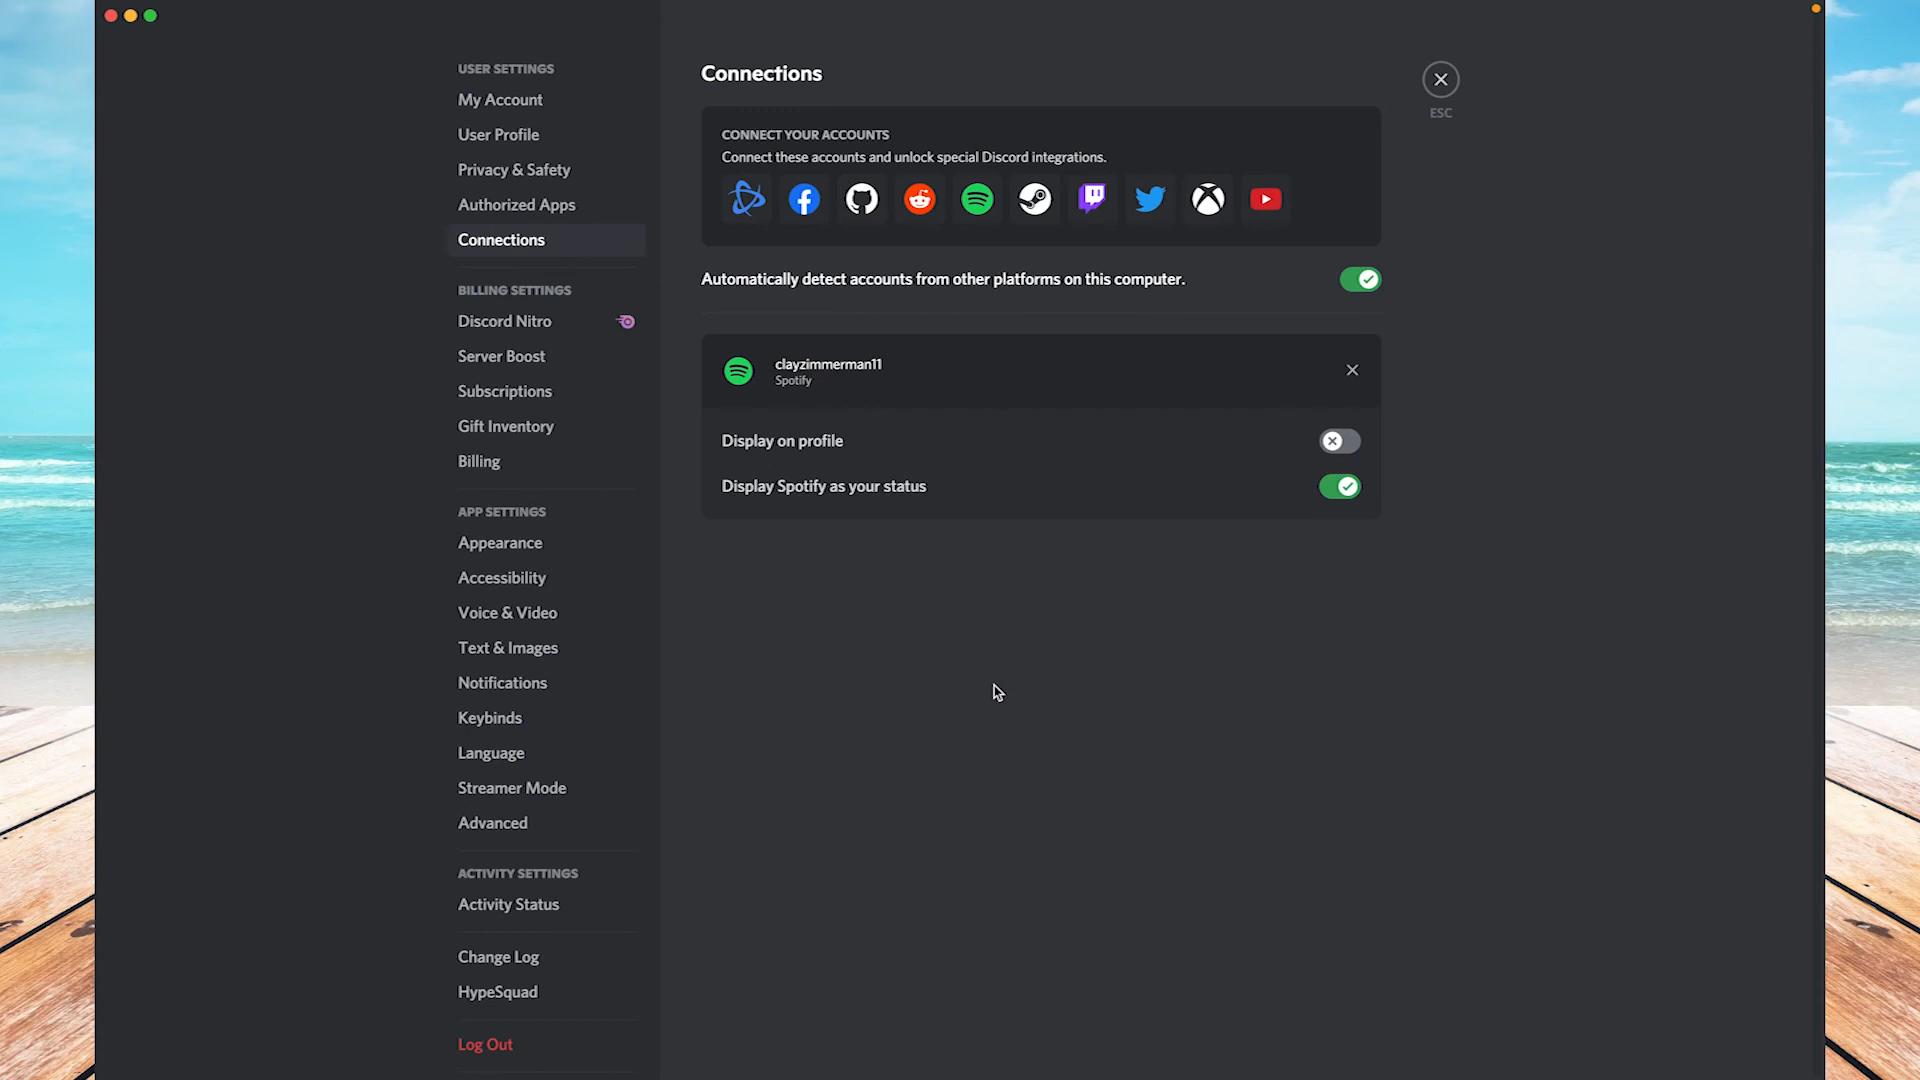 USER SETTINGS
My Account
User Profile
Privacy & Safety
Authorized Apps
Connections
BILLING SETTINGS
Discord Nitro
Server Boost
Subscriptions
Gift Inventory
Billing
APP SETTINGS
Appearance
Accessibility
Voice & Video
Text & Images
Notifications
Keybinds
Language
Streamer Mode
Advanced
ACTIVITY SETTINGS
Activity Status
Change Log
HypeSquad
Log Out
Connections
CONNECT YOUR ACCOUNTS
Connect these accounts and unlock special Discord integrations.
Automatically detect accounts from other platforms on this computer.
clayzimmerman11
Spotify
Display on profile
Display Spotify as your status
ESC